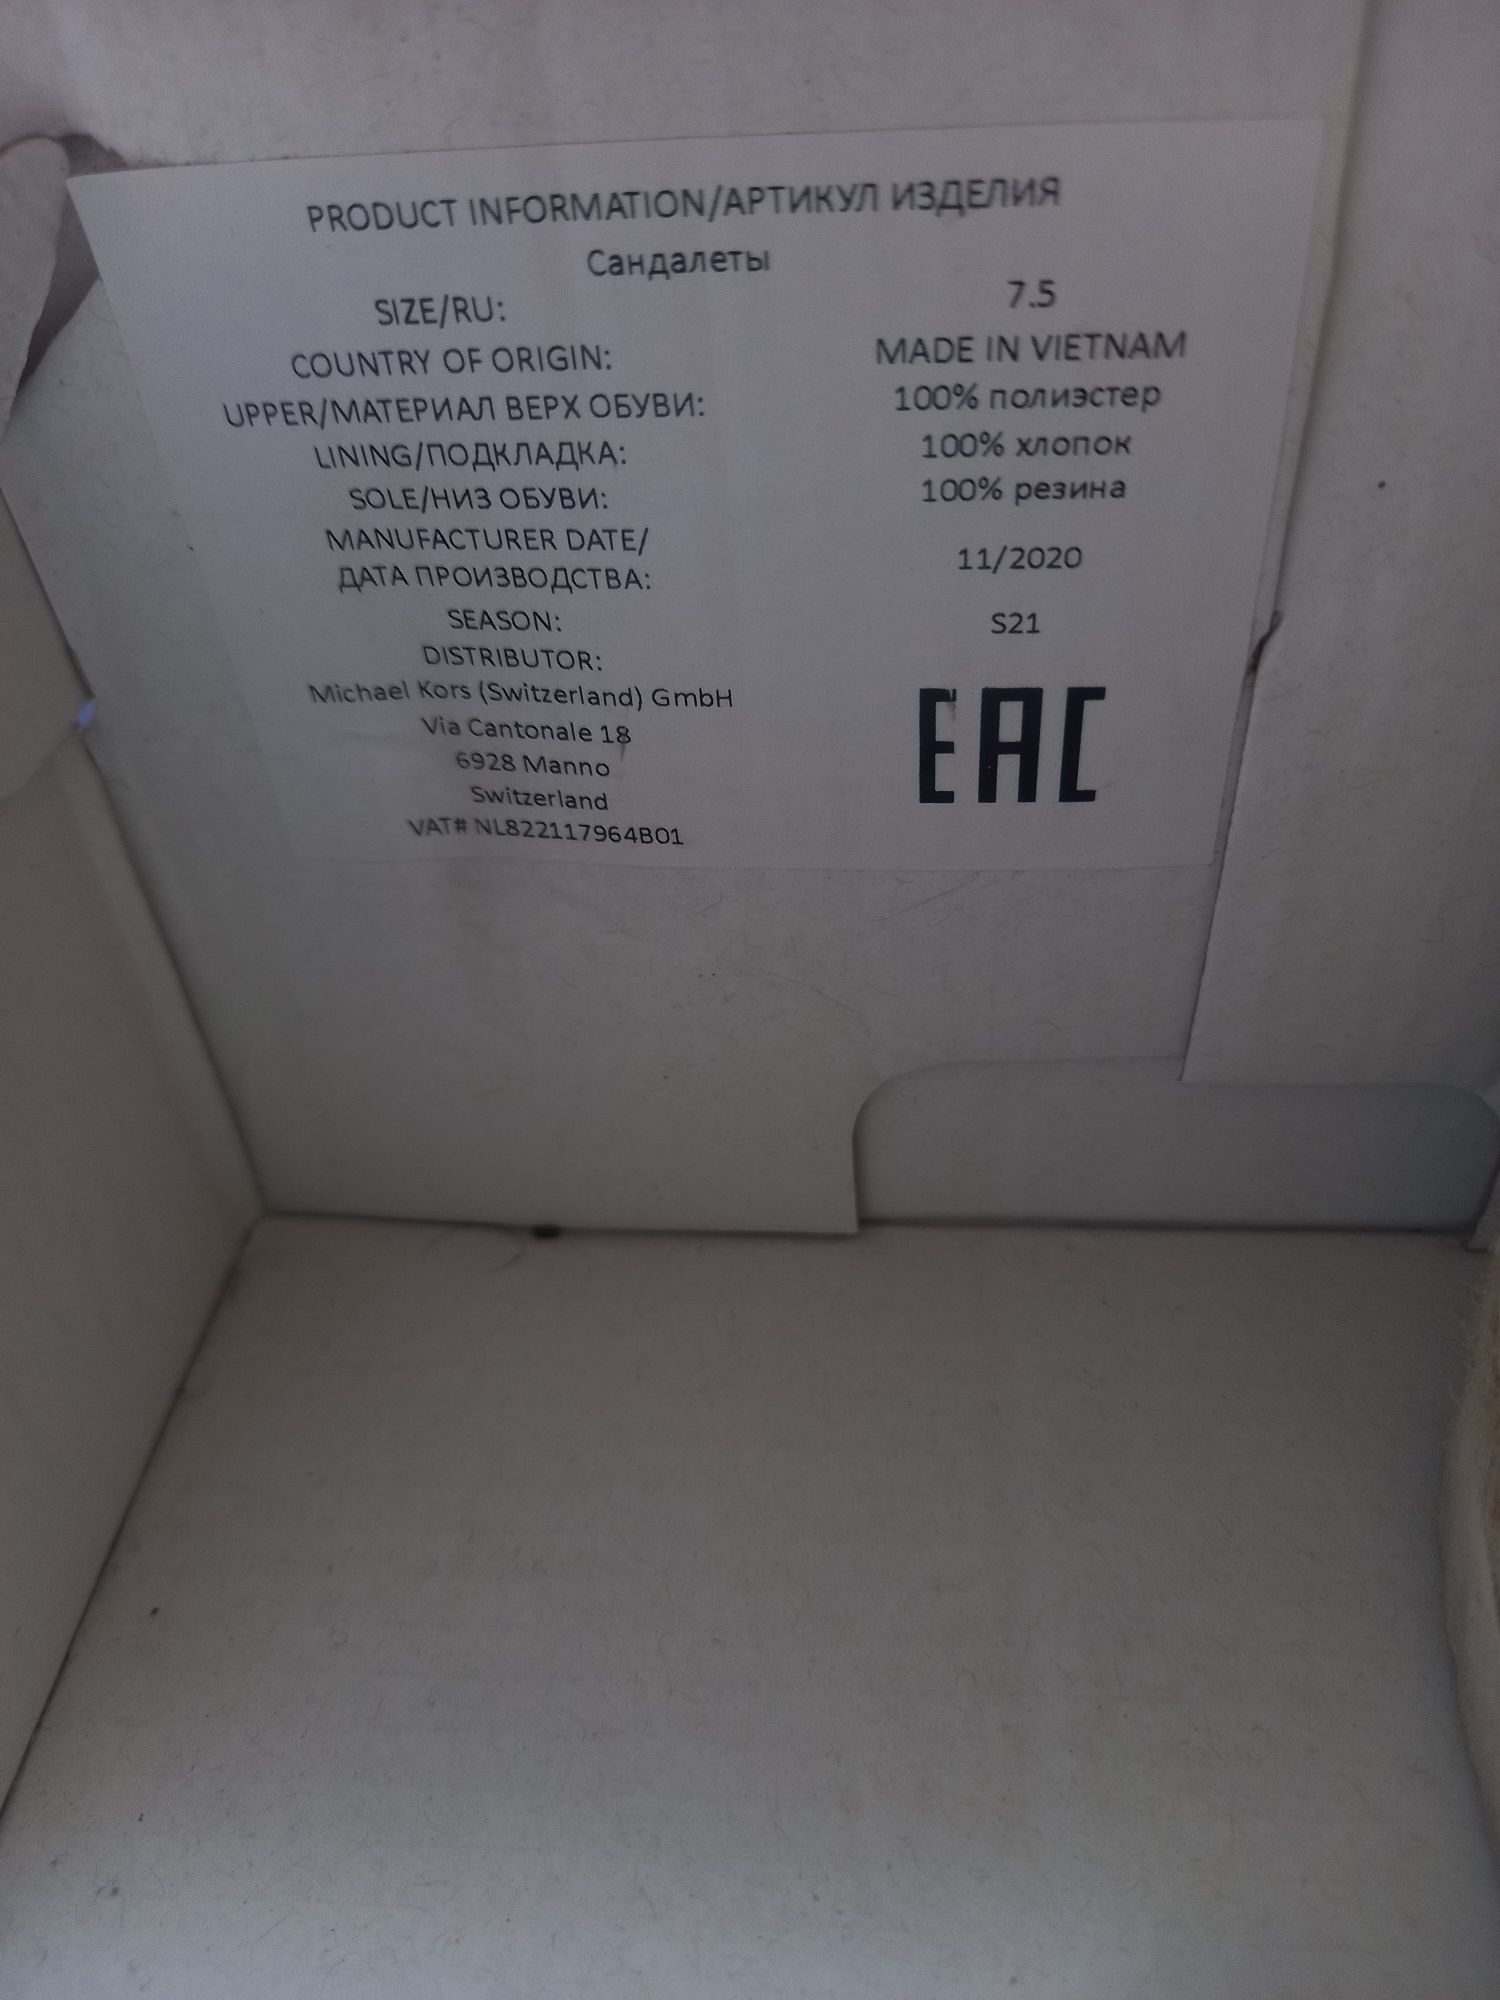 PRODUCT INFORMATION/АРТИКУЛ ИЗДЕЛИЯ
Сандалеты
SIZE/RU: 7.5
COUNTRY OF ORIGIN: MADE IN VIETNAM
UPPER/МАТЕРИАЛ ВЕРХ ОБУВИ: 100% полиэстер
LINING/ПОДКЛАДКА: 100% хлопок
SOLE/НИЗ ОБУВИ: 100% резина
MANUFACTURER DATE/
ДАТА ПРОИЗВОДСТВА: 11/2020
SEASON: S21
DISTRIBUTOR:
Michael Kors (Switzerland) GmbH
Via Cantonale 18
6928 Manno
Switzerland
VAT# NL822117964B01
EAC